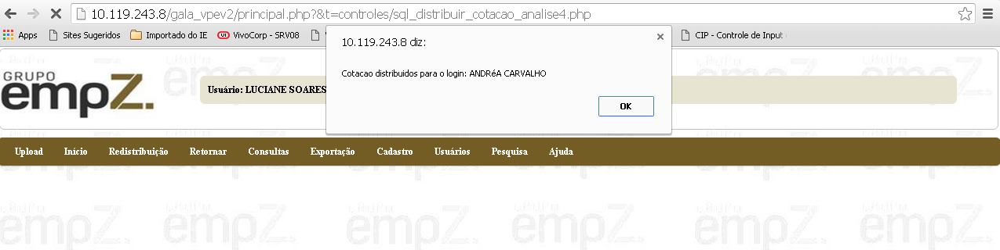 10.119.243.8/gala_vpev2/principal.php?&t=controles/sql_distribuir_cotacao_analise4.php
Apps Sites Sugeridos Importado do IE VivoCorp - SRV08 CIP - Controle de Input
10.119.243.8 diz:
Cotacao distribuidos para o login: ANDRéA CARVALHO
OK
GRUPO
empZ.
Usuário: LUCIANE SOARES
Upload Início Redistribuição Retornar Consultas Exportação Cadastro Usuários Pesquisa Ajuda